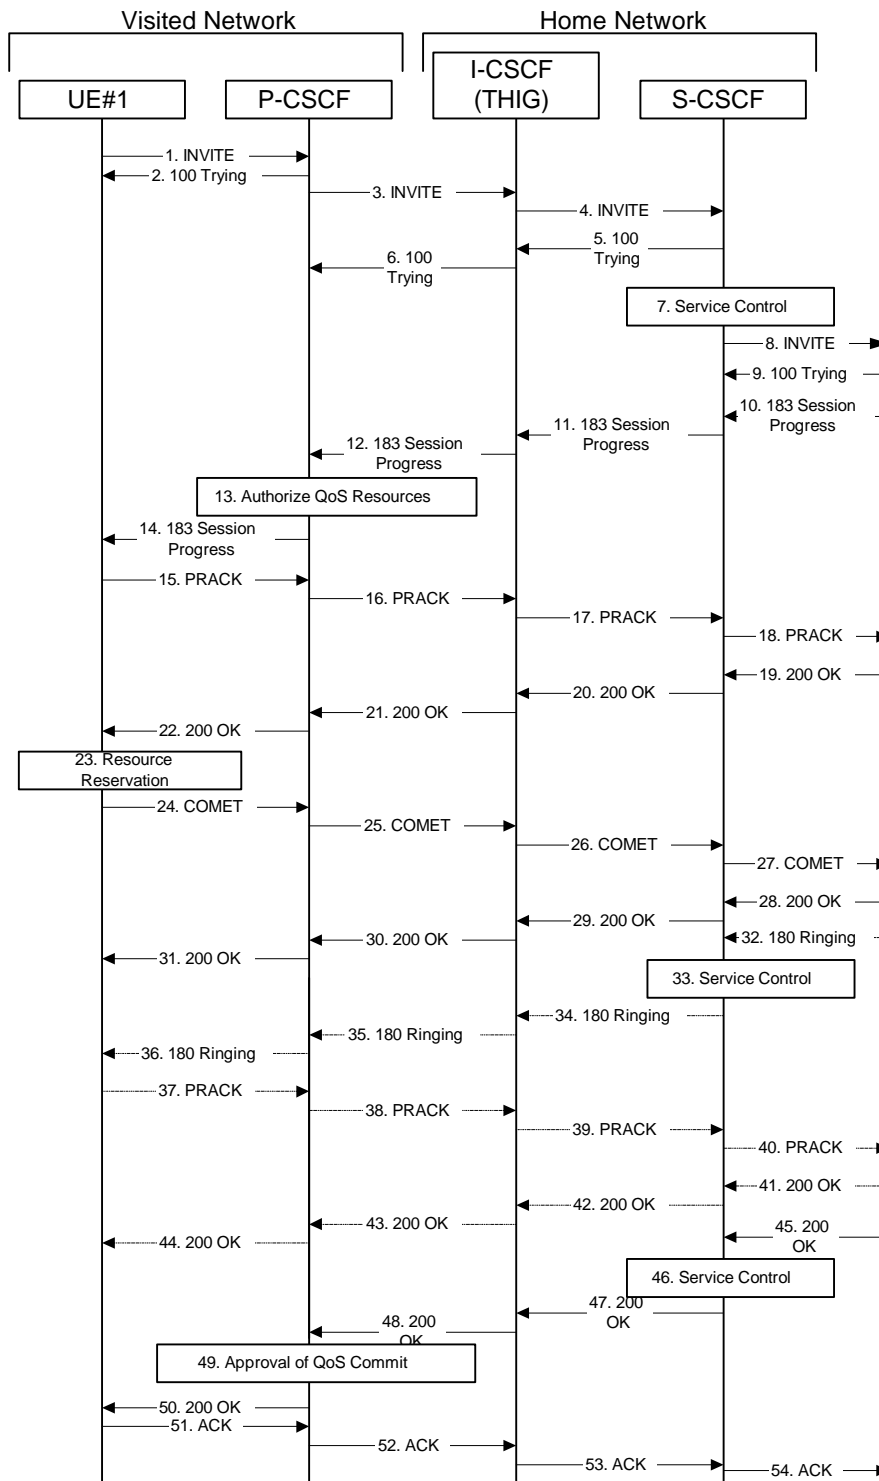 Visited Network
Home Network
UE#1
P-CSCF
I-CSCF
(THIG)
S-CSCF
1. INVITE
2. 100 Trying
3. INVITE
4. INVITE
5. 100
Trying
6. 100
Trying
7. Service Control
8. INVITE
9. 100 Trying
10. 183 Session
Progress
11. 183 Session
Progress
12. 183 Session
Progress
13. Authorize QoS Resources
14. 183 Session
Progress
15. PRACK
16. PRACK
17. PRACK
18. PRACK
19. 200 OK
20. 200 OK
21. 200 OK
22. 200 OK
23. Resource
Reservation
24. COMET
25. COMET
26. COMET
27. COMET
28. 200 OK
29. 200 OK
30. 200 OK
31. 200 OK
32. 180 Ringing
33. Service Control
34. 180 Ringing
35. 180 Ringing
36. 180 Ringing
37. PRACK
38. PRACK
39. PRACK
40. PRACK
41. 200 OK
42. 200 OK
43. 200 OK
44. 200 OK
45. 200
OK
46. Service Control
47. 200
OK
48. 200
OK
49. Approval of QoS Commit
50. 200 OK
51. ACK
52. ACK
53. ACK
54. ACK